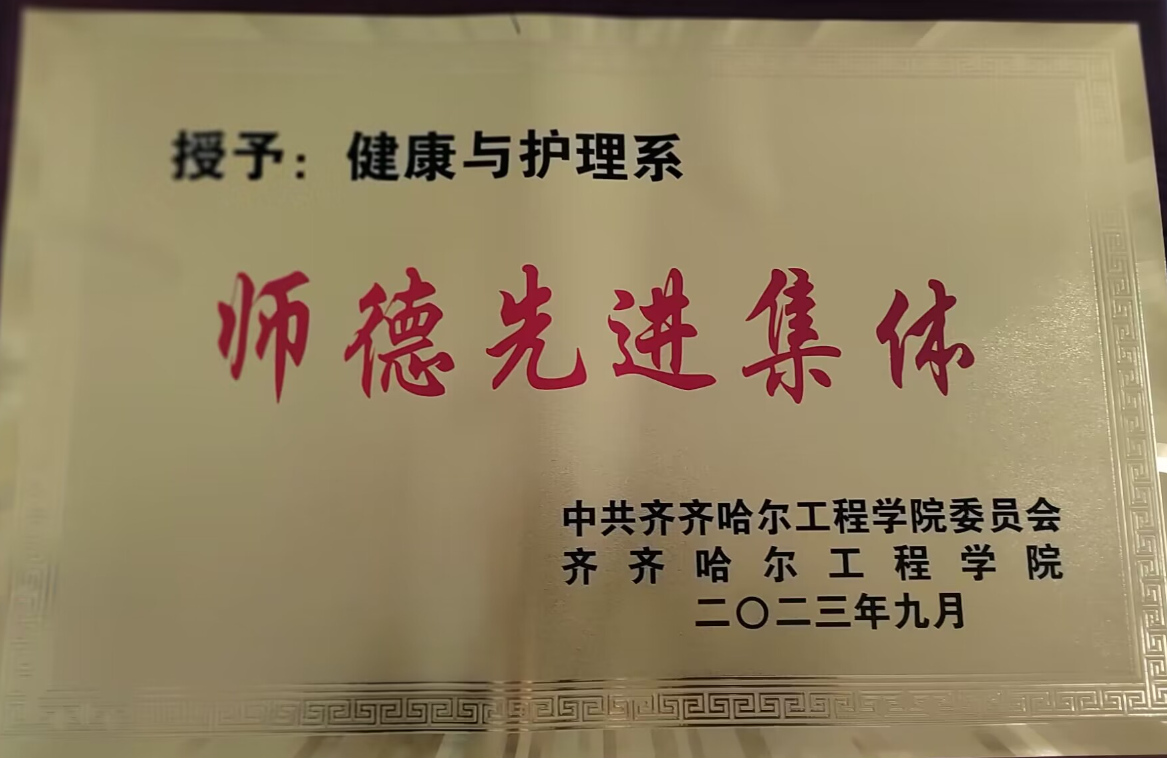 授予：健康与护理系
师德先进集体
中共齐齐哈尔工程学院委员会
齐齐哈尔工程学院
二〇二三年九月